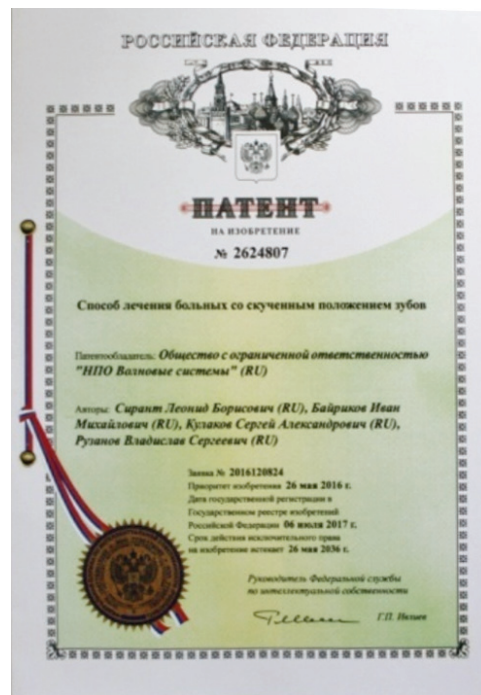 РОССИЙСКАЯ ФЕДЕРАЦИЯ
ПАТЕНТ
НА ИЗОБРЕТЕНИЕ
№ 2624807
Способ лечения больных со скученным положением зубов
Патентообладатель: Общество с ограниченной ответственностью
"НПО Волновые системы" (RU)
Авторы: Сирант Леонид Борисович (RU), Байриков Иван
Михайлович (RU), Кулаков Сергей Александрович (RU),
Рузанов Владислав Сергеевич (RU)
Заявка № 2016120824
Приоритет изобретения 26 мая 2016 г.
Дата государственной регистрации в
Государственном реестре изобретений
Российской Федерации 06 июля 2017 г.
Срок действия исключительного права
на изобретение истекает 26 мая 2036 г.
Руководитель Федеральной службы
по интеллектуальной собственности
Г.П. Ивлиев